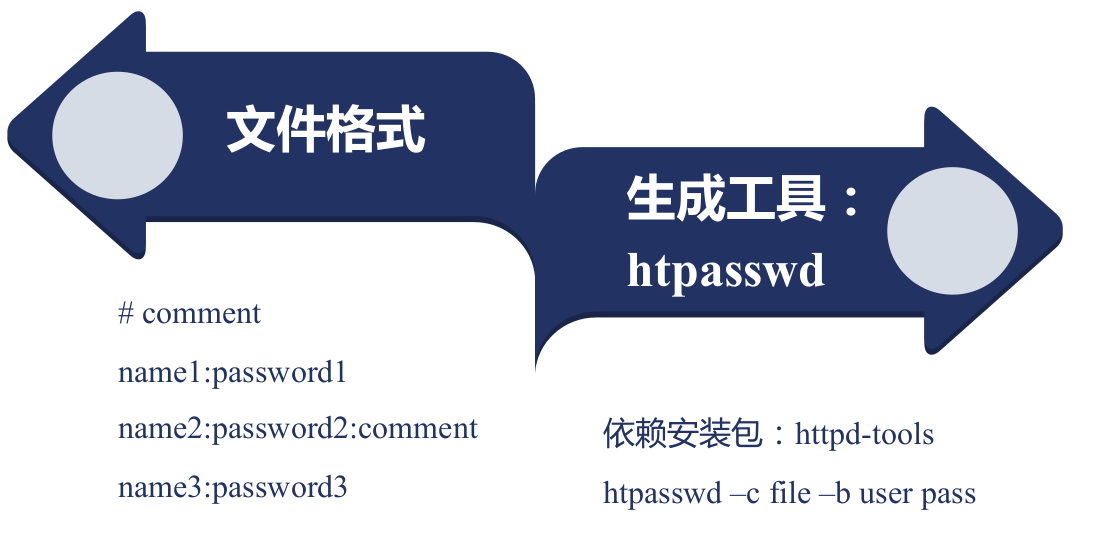 文件格式
# comment
name1:password1
name2:password2:comment
name3:password3
生成工具：
htpasswd
依赖安装包：httpd-tools
htpasswd –c file –b user pass